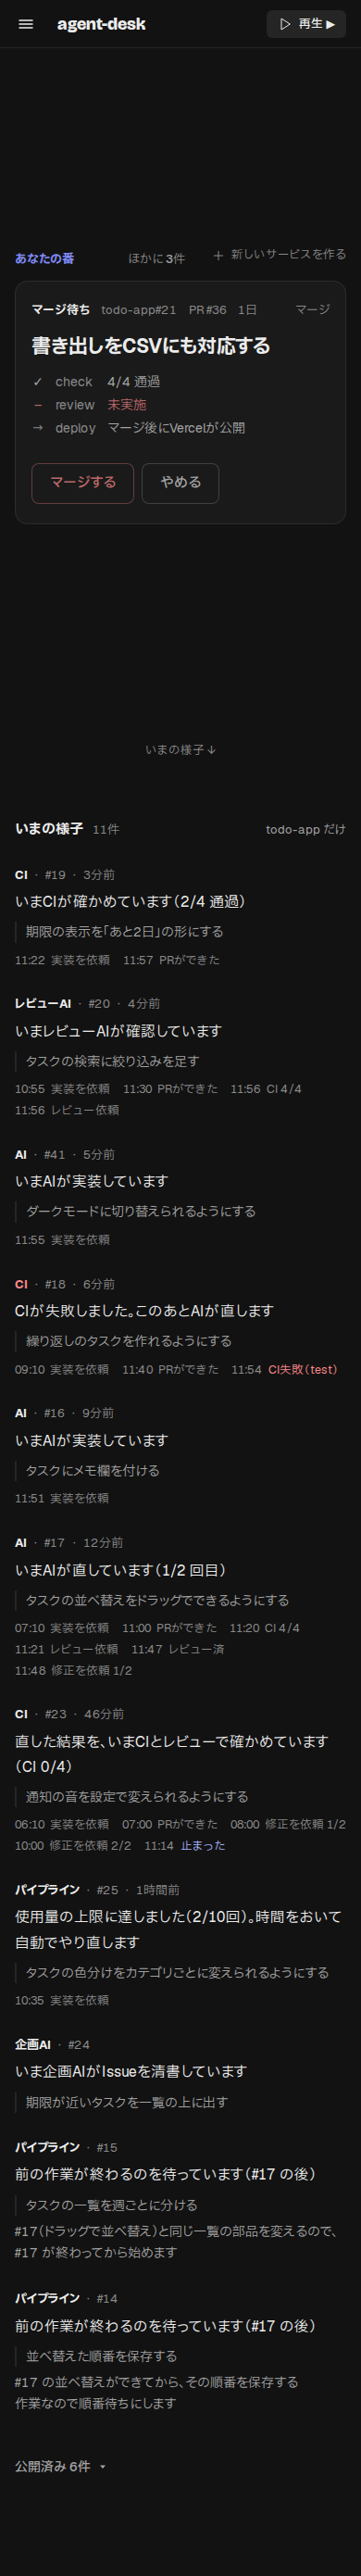 agent-desk
再生 ▶
あなたの番 ほかに 3件 ＋ 新しいサービスを作る
マージ待ち todo-app#21 PR #36 1日 マージ
書き出しをCSVにも対応する
✓ check 4/4 通過
– review 未実施
→ deploy マージ後にVercelが公開
マージする やめる
いまの様子 ↓
いまの様子 11件 todo-app だけ
CI · #19 · 3分前
いまCIが確かめています（2/4 通過）
期限の表示を「あと2日」の形にする
11:22 実装を依頼 11:57 PRができた
レビューAI · #20 · 4分前
いまレビューAIが確認しています
タスクの検索に絞り込みを足す
10:55 実装を依頼 11:30 PRができた 11:56 CI 4/4
11:56 レビュー依頼
AI · #41 · 5分前
いまAIが実装しています
ダークモードに切り替えられるようにする
11:55 実装を依頼
CI · #18 · 6分前
CIが失敗しました。このあとAIが直します
繰り返しのタスクを作れるようにする
09:10 実装を依頼 11:40 PRができた 11:54 CI失敗（test）
AI · #16 · 9分前
いまAIが実装しています
タスクにメモ欄を付ける
11:51 実装を依頼
AI · #17 · 12分前
いまAIが直しています（1/2 回目）
タスクの並べ替えをドラッグでできるようにする
07:10 実装を依頼 11:00 PRができた 11:20 CI 4/4
11:21 レビュー依頼 11:47 レビュー済
11:48 修正を依頼 1/2
CI · #23 · 46分前
直した結果を、いまCIとレビューで確かめています
（CI 0/4）
通知の音を設定で変えられるようにする
06:10 実装を依頼 07:00 PRができた 08:00 修正を依頼 1/2
10:00 修正を依頼 2/2 11:14 止まった
パイプライン · #25 · 1時間前
使用量の上限に達しました（2/10回）。時間をおいて
自動でやり直します
タスクの色分けをカテゴリごとに変えられるようにする
10:35 実装を依頼
企画AI · #24
いま企画AIがIssueを清書しています
期限が近いタスクを一覧の上に出す
パイプライン · #15
前の作業が終わるのを待っています（#17 の後）
タスクの一覧を週ごとに分ける
#17（ドラッグで並べ替え）と同じ一覧の部品を変えるので、
#17 が終わってから始めます
パイプライン · #14
前の作業が終わるのを待っています（#17 の後）
並べ替えた順番を保存する
#17 の並べ替えができてから、その順番を保存する
作業なので順番待ちにします
公開済み 6件